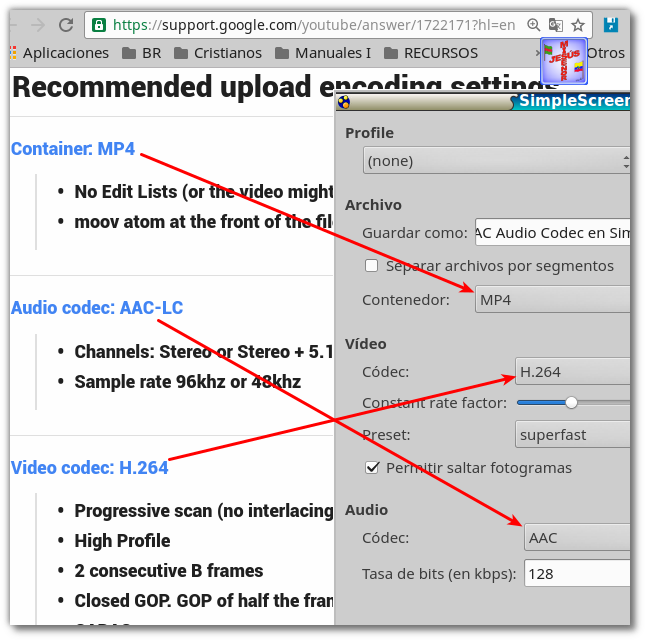 https://support.google.com/youtube/answer/1722171?hl=en
Aplicaciones BR Cristianos Manuales I RECURSOS Otros
JESÚS
Recommended upload encoding settings
Container: MP4
• No Edit Lists (or the video might
• moov atom at the front of the fil
Audio codec: AAC-LC
• Channels: Stereo or Stereo + 5.1
• Sample rate 96khz or 48khz
Video codec: H.264
• Progressive scan (no interlacing
• High Profile
• 2 consecutive B frames
• Closed GOP. GOP of half the fran
SimpleScreen
Profile
(none)
Archivo
Guardar como: AC Audio Codec en Sim
Separar archivos por segmentos
Contenedor: MP4
Vídeo
Códec: H.264
Constant rate factor:
Preset: superfast
Permitir saltar fotogramas
Audio
Códec: AAC
Tasa de bits (en kbps): 128